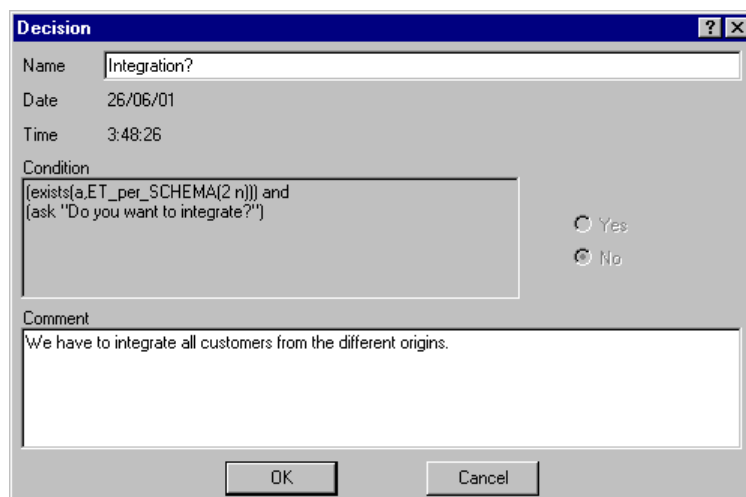 Decision
Name Integration?
Date 26/06/01
Time 3:48:26
Condition
(exists(a,ET_per_SCHEMA(2 n))) and
(ask "Do you want to integrate?")
Yes
No
Comment
We have to integrate all customers from the different origins.
OK Cancel